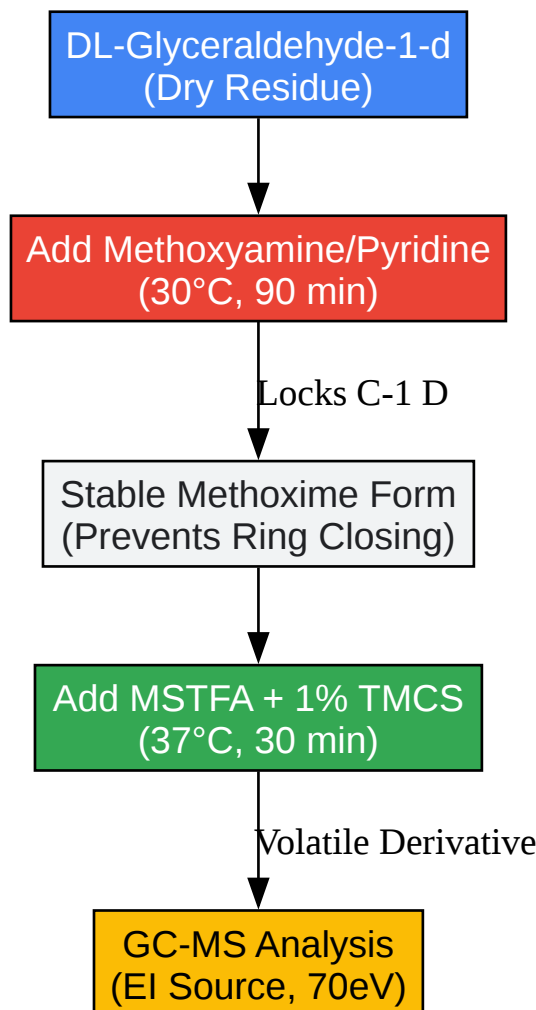 DL-Glyceraldehyde-1-d
(Dry Residue)
Add Methoxyamine/Pyridine
(30°C, 90 min)
Locks C-1 D
Stable Methoxime Form
(Prevents Ring Closing)
Add MSTFA + 1% TMCS
(37°C, 30 min)
Volatile Derivative
GC-MS Analysis
(EI Source, 70eV)